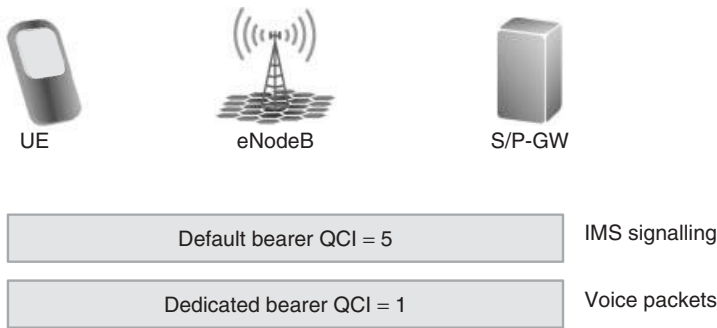 UE
eNodeB
S/P-GW
Default bearer QCI = 5
IMS signalling
Dedicated bearer QCI = 1
Voice packets